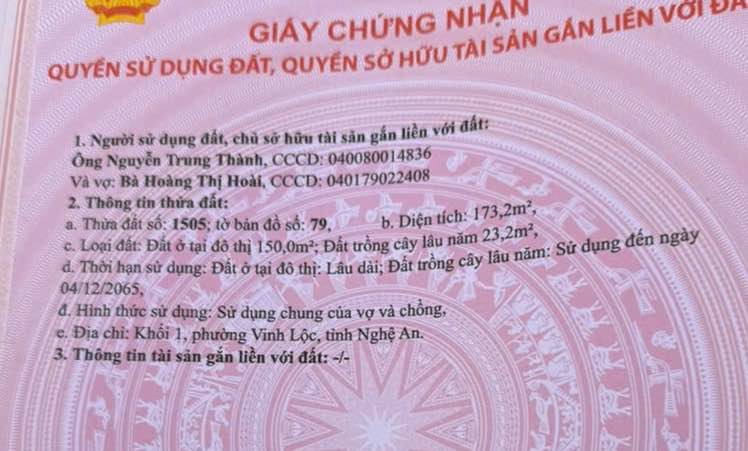 GIẤY CHỨNG NHẬN
QUYỀN SỬ DỤNG ĐẤT, QUYỀN SỞ HỮU TÀI SẢN GẮN LIỀN VỚI ĐẤ
1. Người sử dụng đất, chủ sở hữu tài sản gắn liền với đất:
Ông Nguyễn Trung Thành, CCCD: 040080014836
Và vợ: Bà Hoàng Thị Hoài, CCCD: 040179022408
2. Thông tin thửa đất:
a. Thửa đất số: 1505; tờ bản đồ số: 79, b. Diện tích: 173,2m²,
c. Loại đất: Đất ở tại đô thị 150,0m²; Đất trồng cây lâu năm 23,2m²,
d. Thời hạn sử dụng: Đất ở tại đô thị: Lâu dài; Đất trồng cây lâu năm: Sử dụng đến ngày
04/12/2065,
đ. Hình thức sử dụng: Sử dụng chung của vợ và chồng,
e. Địa chỉ: Khối 1, phường Vinh Lộc, tỉnh Nghệ An.
3. Thông tin tài sản gắn liền với đất: -/-